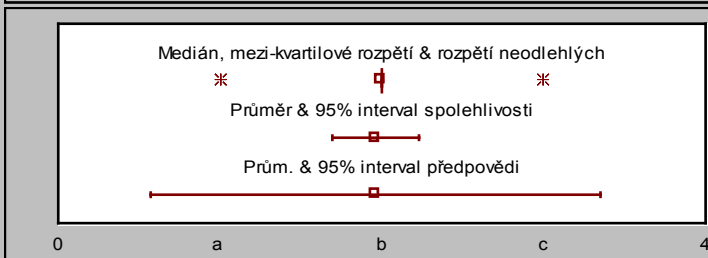 Medián, mezi-kvartilové rozpětí & rozpětí neodlehlých
Průměr & 95% interval spolehlivosti
Prům. & 95% interval předpovědi
0 a b c 4